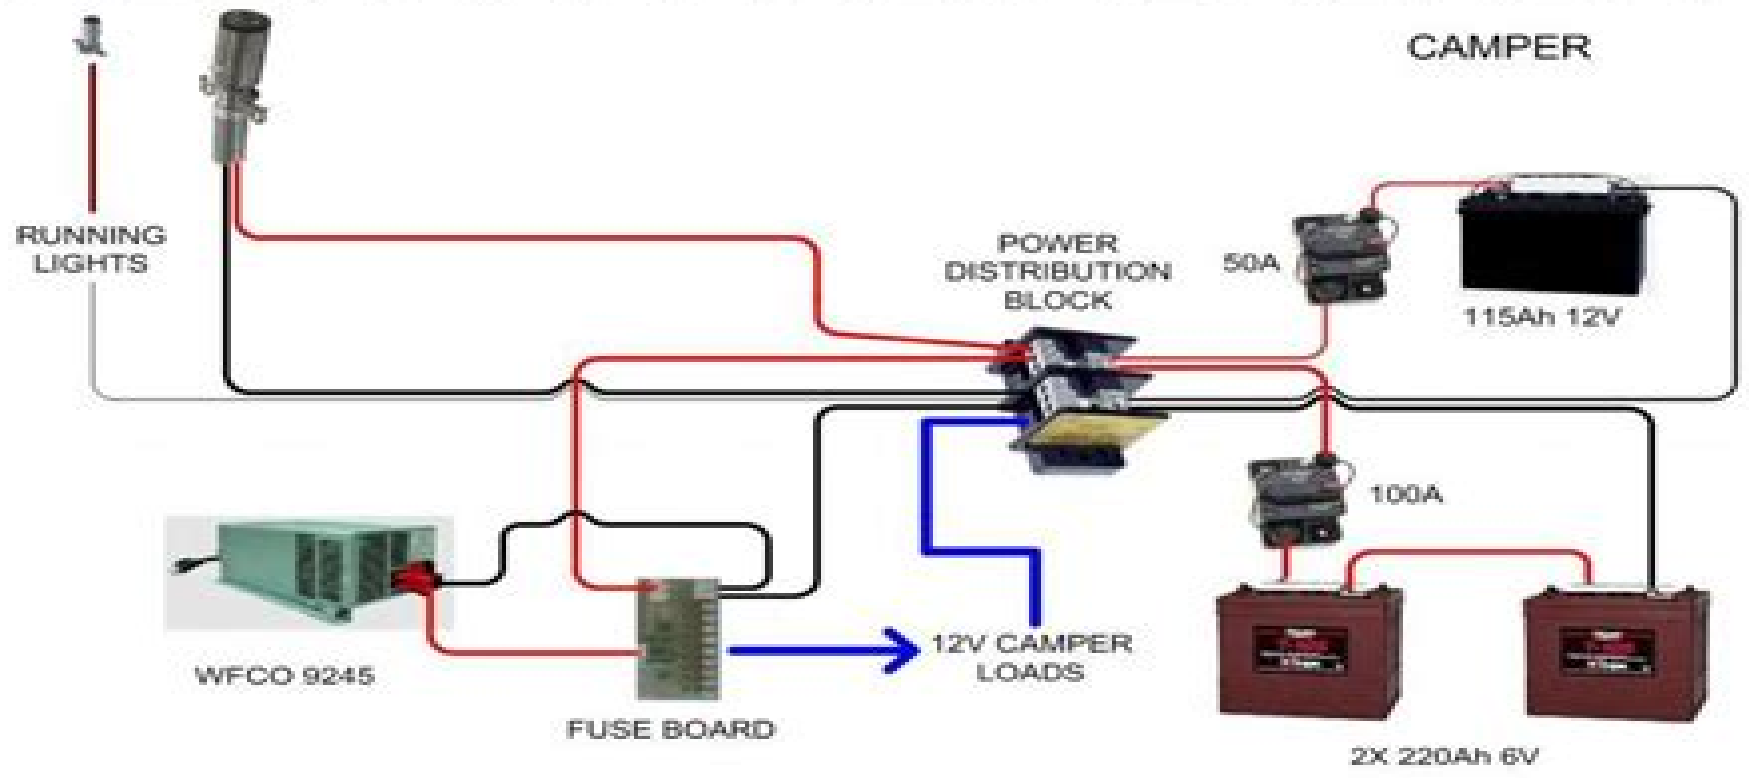 CAMPER
RUNNING
LIGHTS
POWER
DISTRIBUTION
BLOCK
50A
115Ah 12V
100A
WFCO 9245
12V CAMPER
LOADS
FUSE BOARD
2X 220Ah 6V